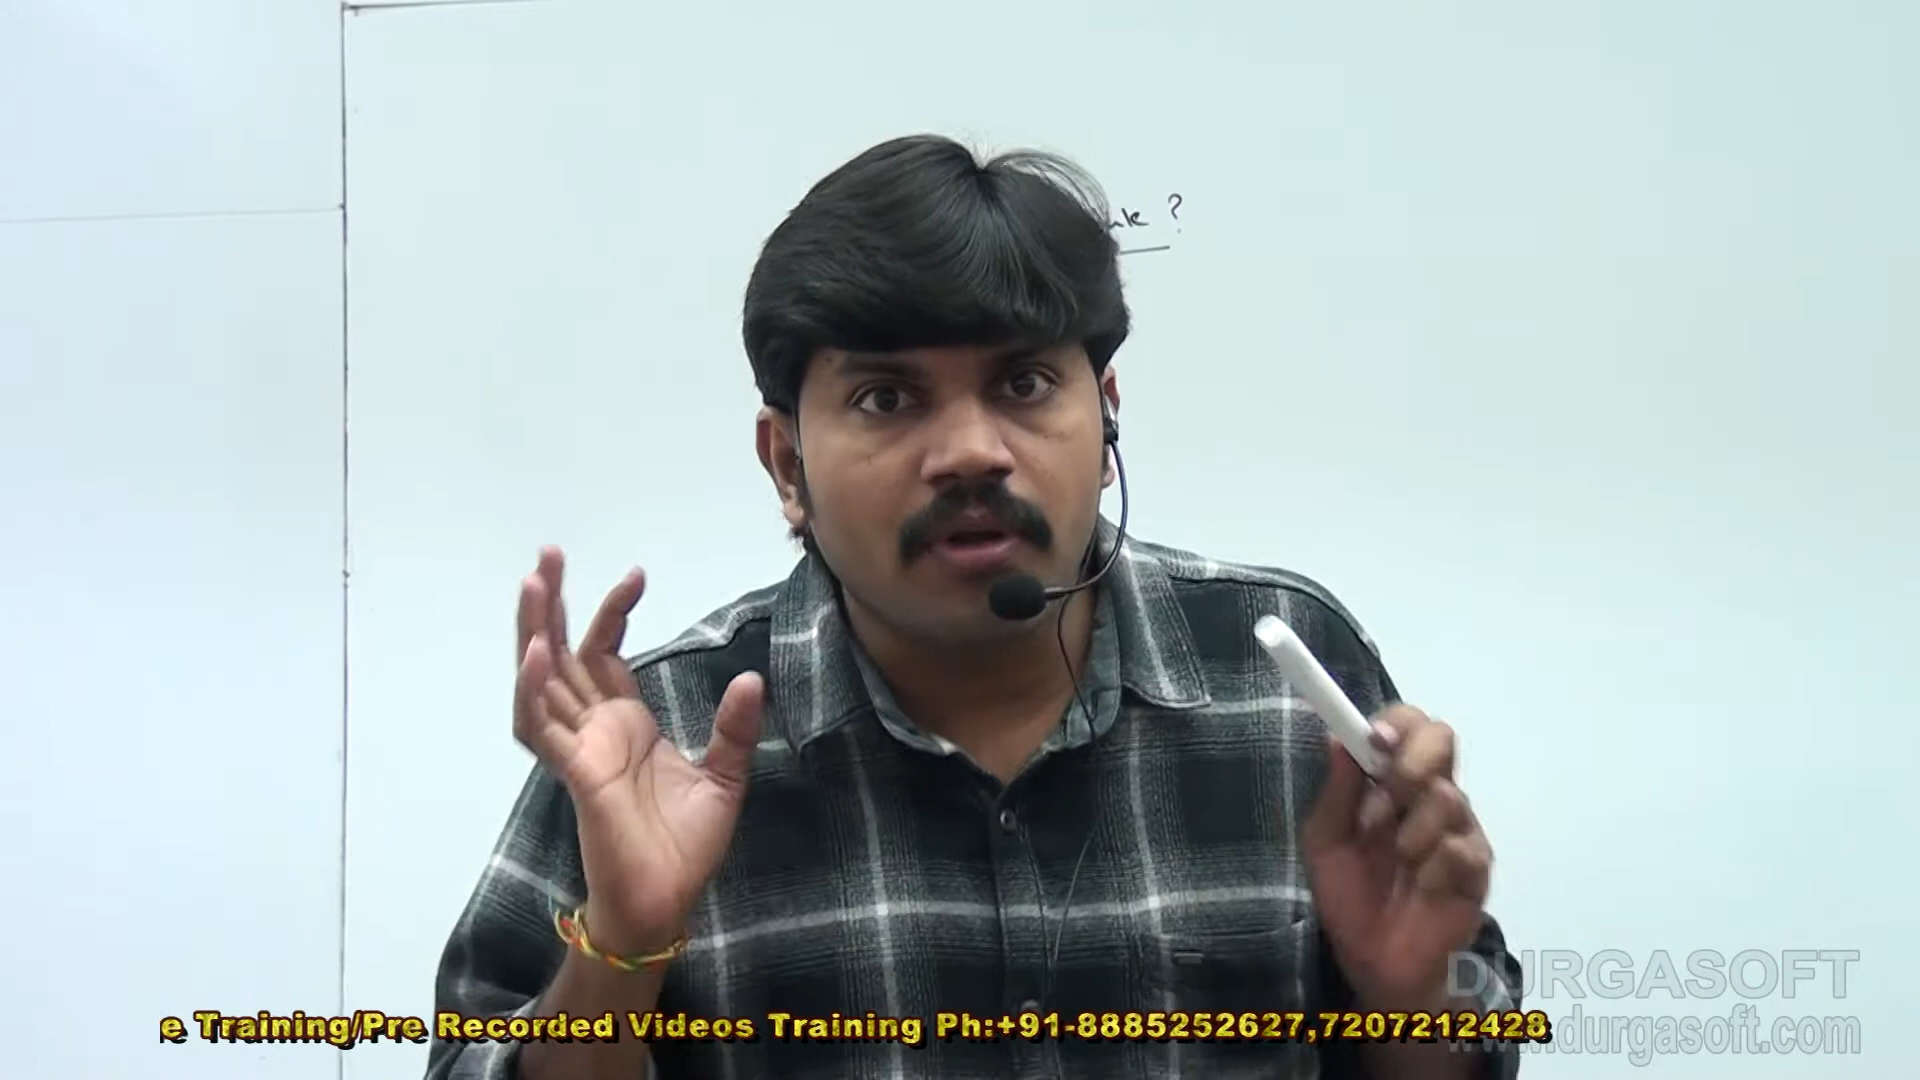 ?
DURGASOFT
www.durgasoft.com
e Training/Pre Recorded Videos Training Ph:+91-8885252627,7207212428